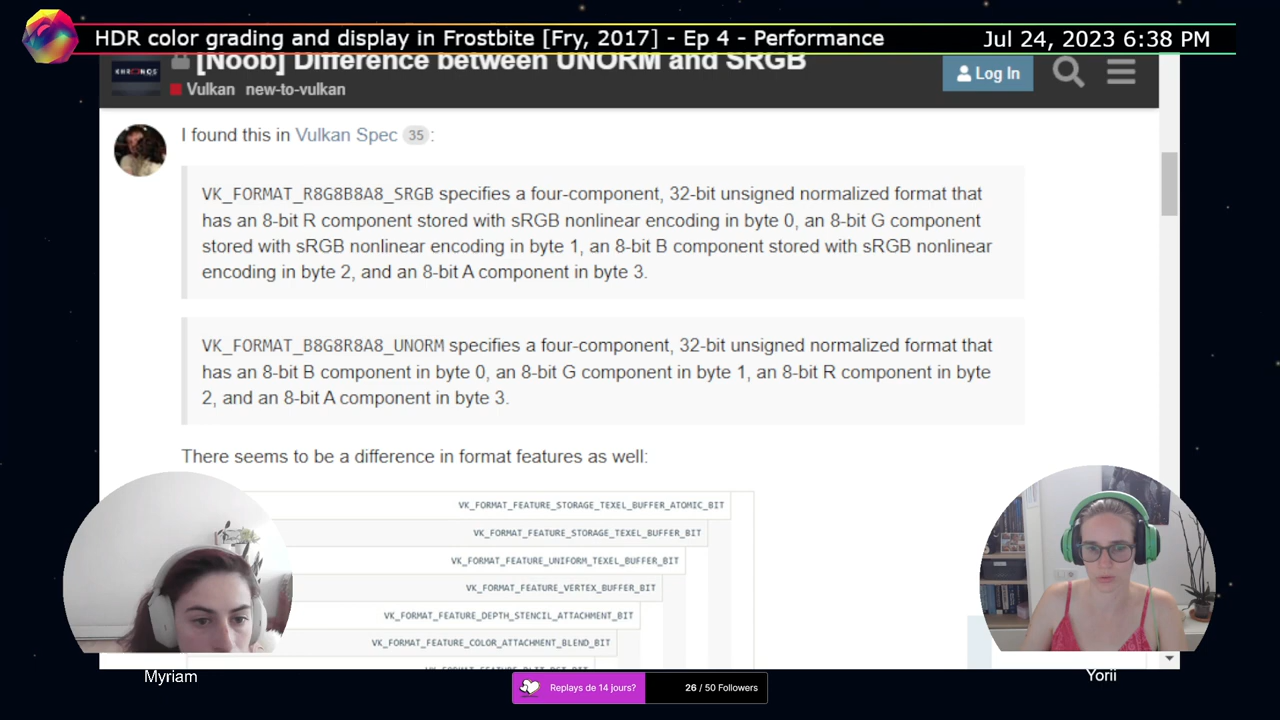 HDR color grading and display in Frostbite [Fry, 2017] - Ep 4 - Performance
Jul 24, 2023 6:38 PM
KHRONOS
[Noob] Difference between UNORM and SRGB
Vulkan new-to-vulkan
Log In
I found this in Vulkan Spec 35:
VK_FORMAT_R8G8B8A8_SRGB specifies a four-component, 32-bit unsigned normalized format that
has an 8-bit R component stored with sRGB nonlinear encoding in byte 0, an 8-bit G component
stored with sRGB nonlinear encoding in byte 1, an 8-bit B component stored with sRGB nonlinear
encoding in byte 2, and an 8-bit A component in byte 3.
VK_FORMAT_B8G8R8A8_UNORM specifies a four-component, 32-bit unsigned normalized format that
has an 8-bit B component in byte 0, an 8-bit G component in byte 1, an 8-bit R component in byte
2, and an 8-bit A component in byte 3.
There seems to be a difference in format features as well:
VK_FORMAT_FEATURE_STORAGE_TEXEL_BUFFER_ATOMIC_BIT
VK_FORMAT_FEATURE_STORAGE_TEXEL_BUFFER_BIT
VK_FORMAT_FEATURE_UNIFORM_TEXEL_BUFFER_BIT
VK_FORMAT_FEATURE_VERTEX_BUFFER_BIT
VK_FORMAT_FEATURE_DEPTH_STENCIL_ATTACHMENT_BIT
VK_FORMAT_FEATURE_COLOR_ATTACHMENT_BLEND_BIT
Myriam
Yorii
Replays de 14 jours?
26 / 50 Followers